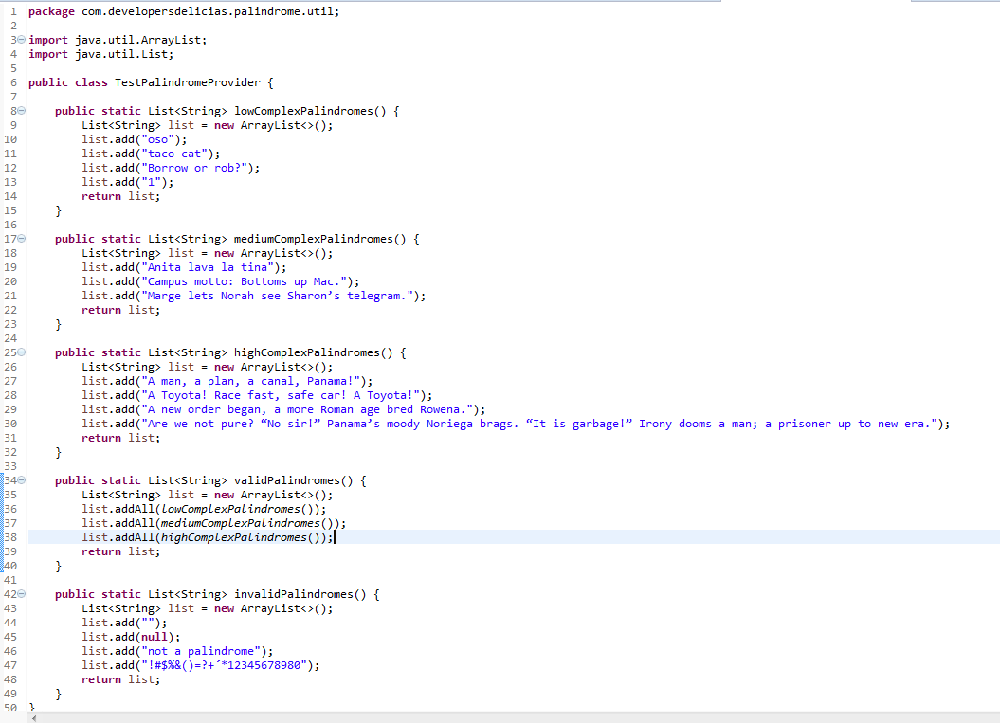 1 package com.developersdelicias.palindrome.util;
2
3 import java.util.ArrayList;
4 import java.util.List;
5
6 public class TestPalindromeProvider {
7
8     public static List<String> lowComplexPalindromes() {
9         List<String> list = new ArrayList<>();
10         list.add("oso");
11         list.add("taco cat");
12         list.add("Borrow or rob?");
13         list.add("1");
14         return list;
15     }
16
17     public static List<String> mediumComplexPalindromes() {
18         List<String> list = new ArrayList<>();
19         list.add("Anita lava la tina");
20         list.add("Campus motto: Bottoms up Mac.");
21         list.add("Marge lets Norah see Sharon’s telegram.");
22         return list;
23     }
24
25     public static List<String> highComplexPalindromes() {
26         List<String> list = new ArrayList<>();
27         list.add("A man, a plan, a canal, Panama!");
28         list.add("A Toyota! Race fast, safe car! A Toyota!");
29         list.add("A new order began, a more Roman age bred Rowena.");
30         list.add("Are we not pure? “No sir!” Panama’s moody Noriega brags. “It is garbage!” Irony dooms a man; a prisoner up to new era.");
31         return list;
32     }
33
34     public static List<String> validPalindromes() {
35         List<String> list = new ArrayList<>();
36         list.addAll(lowComplexPalindromes());
37         list.addAll(mediumComplexPalindromes());
38         list.addAll(highComplexPalindromes());
39         return list;
40     }
41
42     public static List<String> invalidPalindromes() {
43         List<String> list = new ArrayList<>();
44         list.add("");
45         list.add(null);
46         list.add("not a palindrome");
47         list.add("!#$%&()=?+´*12345678980");
48         return list;
49     }
50 }